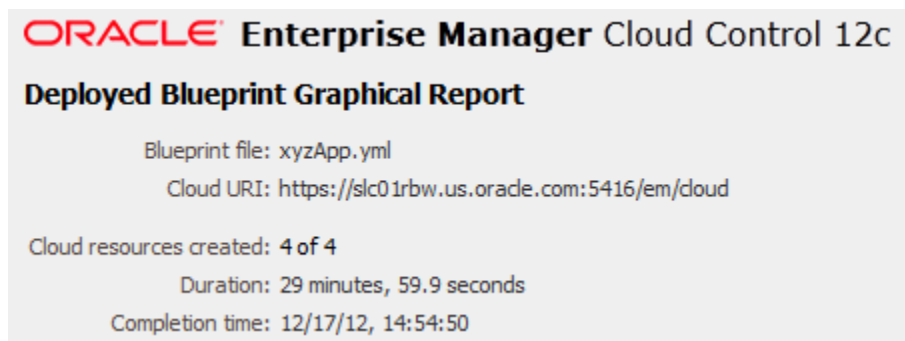 ORACLE Enterprise Manager Cloud Control 12c
Deployed Blueprint Graphical Report
Blueprint file: xyzApp.yml
Cloud URI: https://slc01rbw.us.oracle.com:5416/em/cloud
Cloud resources created: 4 of 4
Duration: 29 minutes, 59.9 seconds
Completion time: 12/17/12, 14:54:50